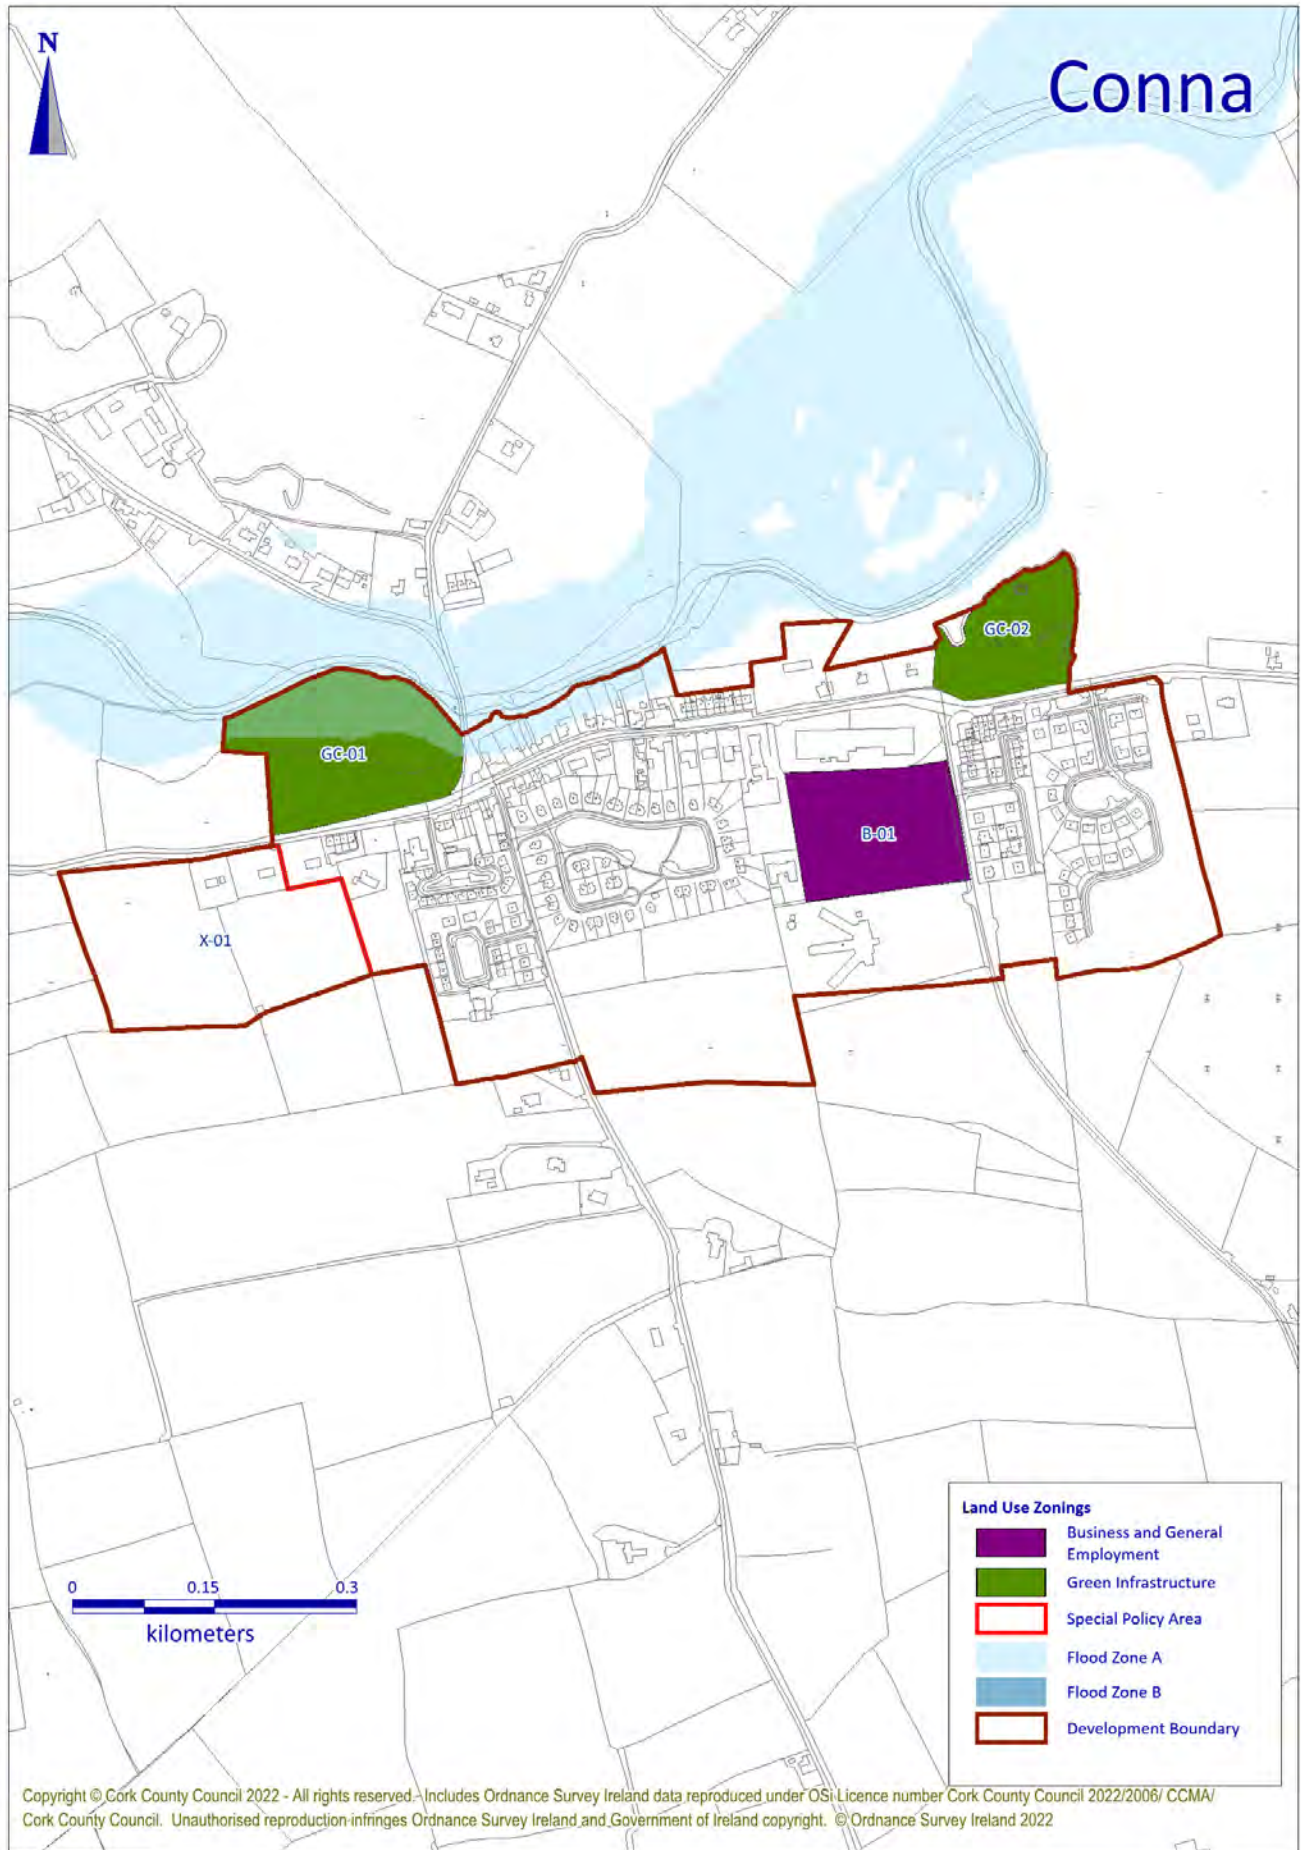 N
Conna
GC-02
GC-01
B-01
X-01
Land Use Zonings
Business and General
Employment
Green Infrastructure
Special Policy Area
Flood Zone A
Flood Zone B
Development Boundary
0 0.15 0.3
kilometers
Copyright © Cork County Council 2022 - All rights reserved.- Includes Ordnance Survey Ireland data reproduced under OSi Licence number Cork County Council 2022/2006/ CCMA/
Cork County Council. Unauthorised reproduction infringes Ordnance Survey Ireland and Government of Ireland copyright. © Ordnance Survey Ireland 2022